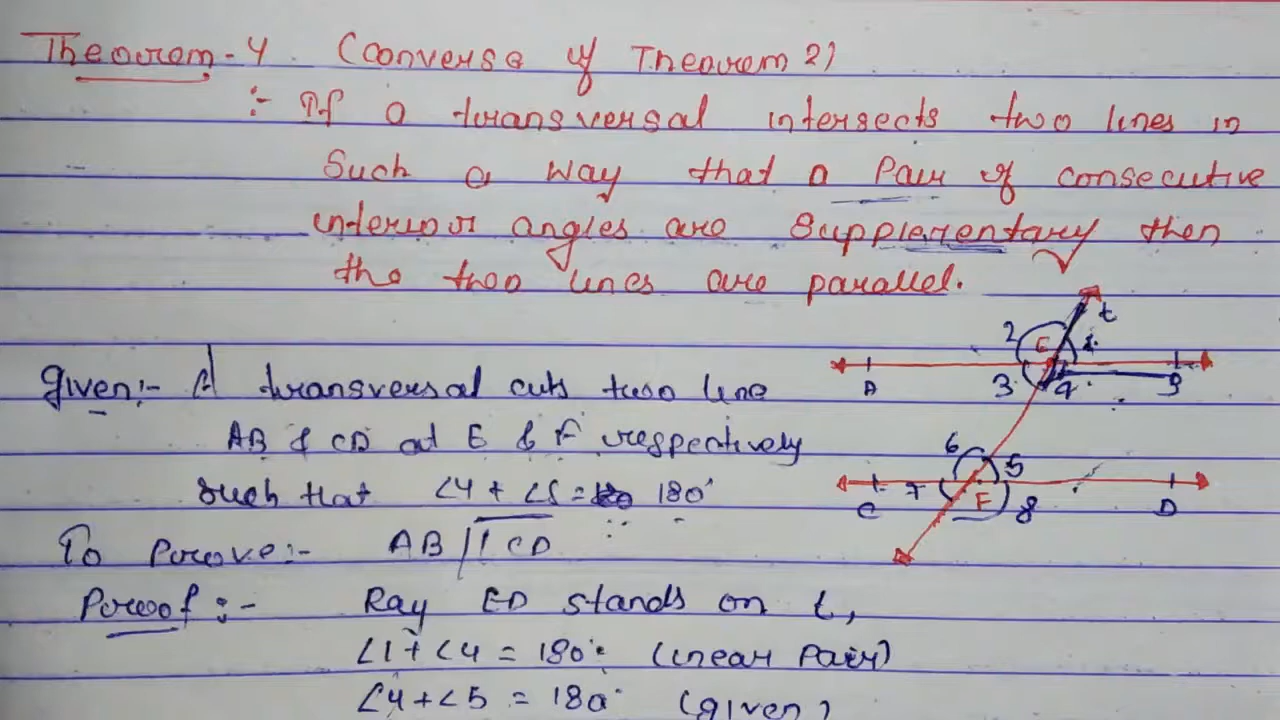 Theorem-4. (Converse of Theorem 2)
:- If a transversal intersects two lines in
Such a way that a Pair of consecutive
interior angles are Supplementary then
the two lines are parallel.
given:- A transversal cuts two line
AB & CD at E & F respectively
such that ∠4 + ∠5 = 180°
To Prove:- AB || CD
Proof :- Ray ED stands on t,
∠1 + ∠4 = 180° (linear Pair)
∠4 + ∠5 = 180° (given)
t
2 E 1
A 3 4 B
6 5
C 7 F 8 D